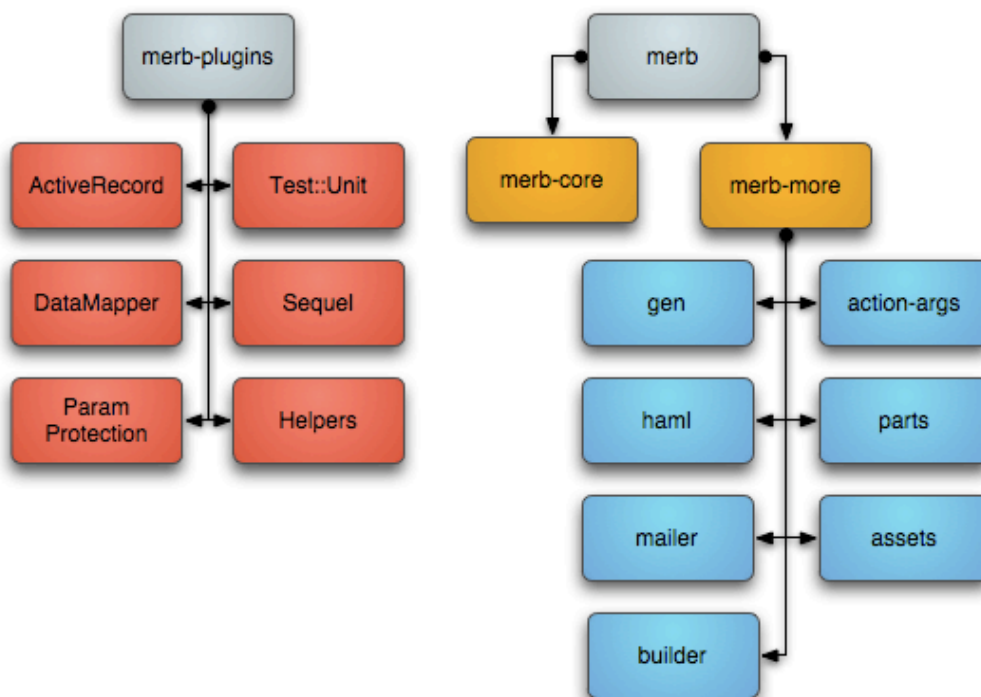 merb-plugins
ActiveRecord
Test::Unit
DataMapper
Sequel
Param
Protection
Helpers
merb
merb-core
merb-more
gen
action-args
haml
parts
mailer
assets
builder